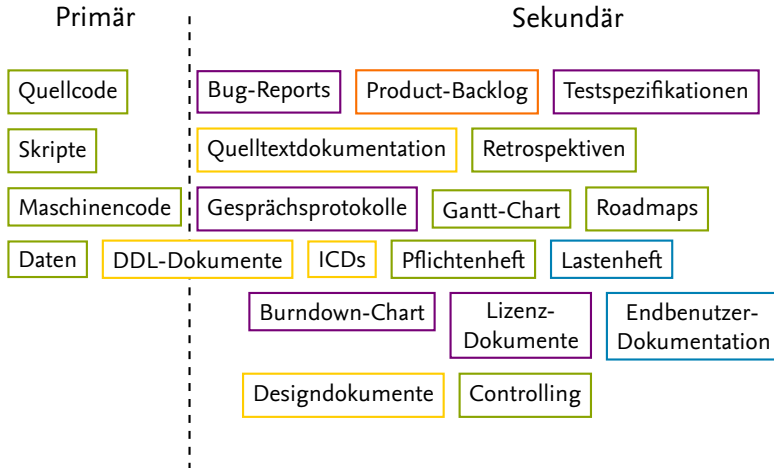 Primär Sekundär
Quellcode Bug-Reports Product-Backlog Testspezifikationen
Skripte Quelltextdokumentation Retrospektiven
Maschinencode Gesprächsprotokolle Gantt-Chart Roadmaps
Daten DDL-Dokumente ICDs Pflichtenheft Lastenheft
Burndown-Chart Lizenz-
Dokumente Endbenutzer-
Dokumentation
Designdokumente Controlling